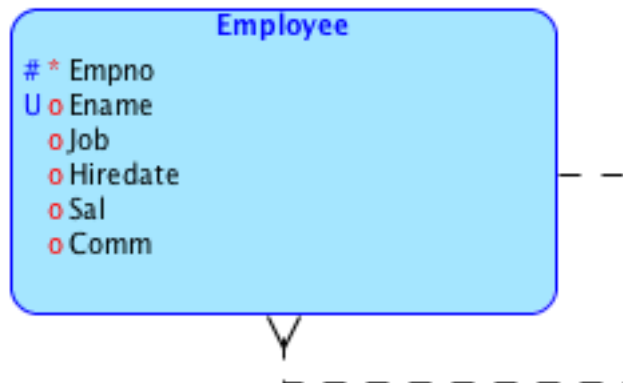 Employee
# * Empno
U o Ename
o Job
o Hiredate
o Sal
o Comm